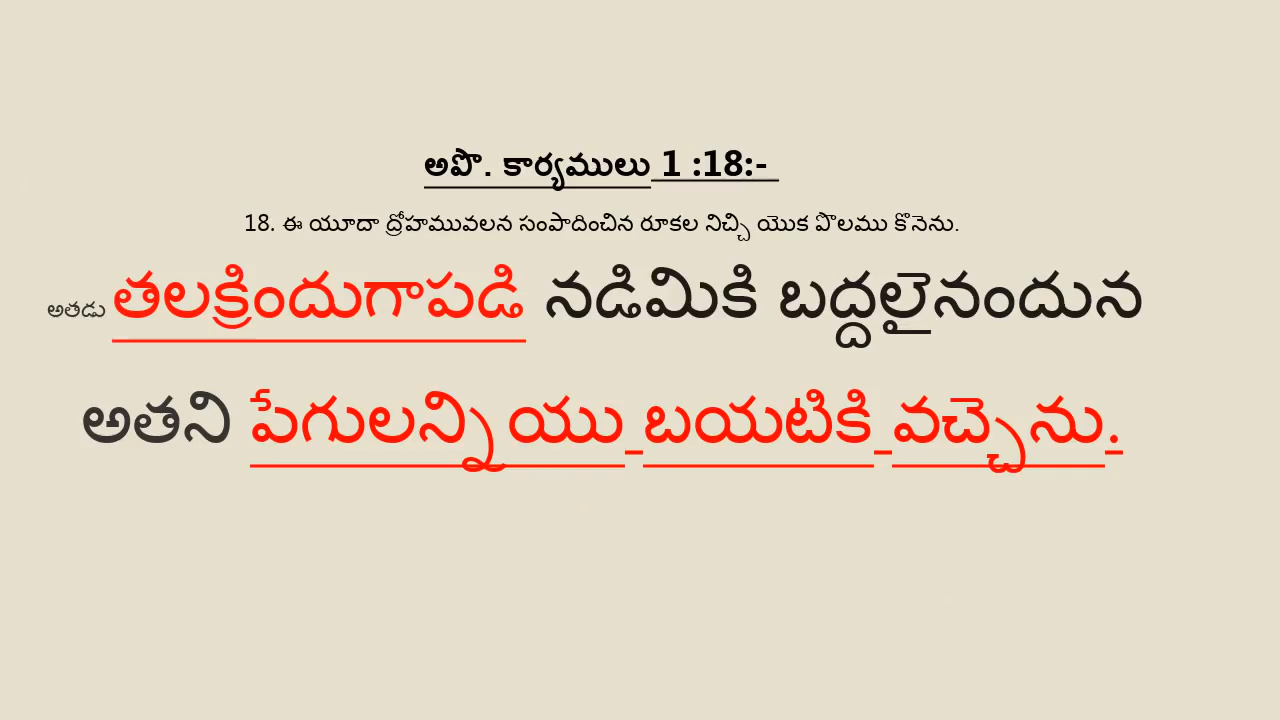 అపొ. కార్యములు 1 :18:-
18. ఈ యూదా ద్రోహమువలన సంపాదించిన రూకల నిచ్చి యొక పొలము కొనెను.
అతడు తలక్రిందుగాపడి నడిమికి బద్దలైనందున
అతని పేగులన్నియు బయటికి వచ్చెను.